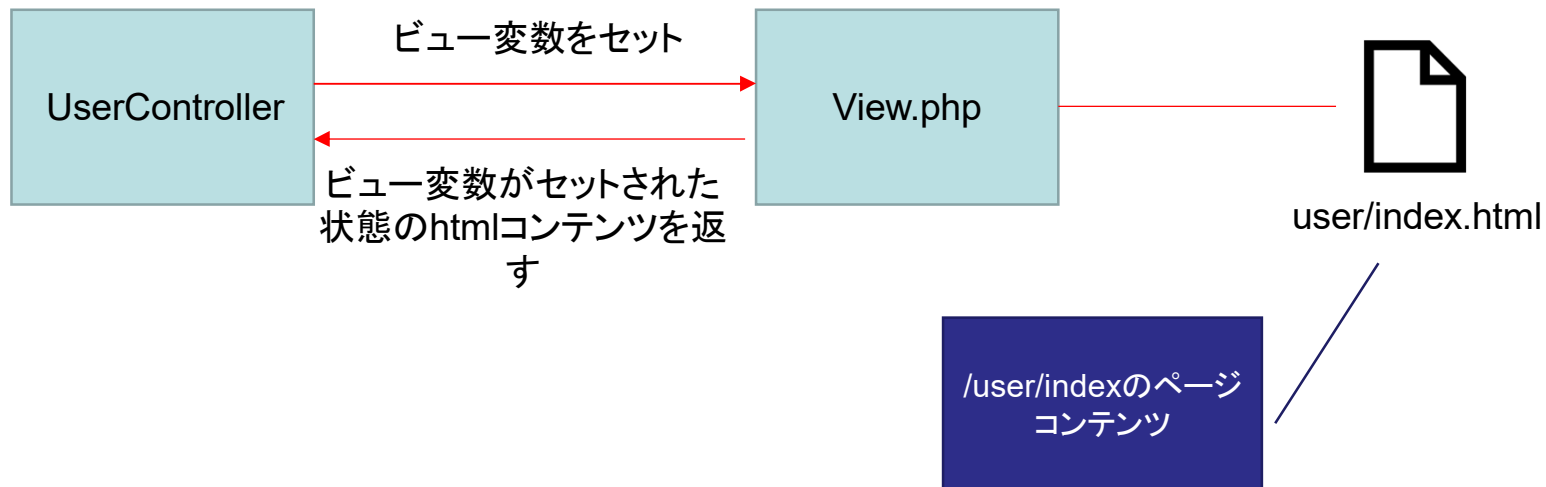 ビュー変数をセット
UserController
View.php
ビュー変数がセットされた
状態のhtmlコンテンツを返
す
user/index.html
/user/indexのページ
コンテンツ